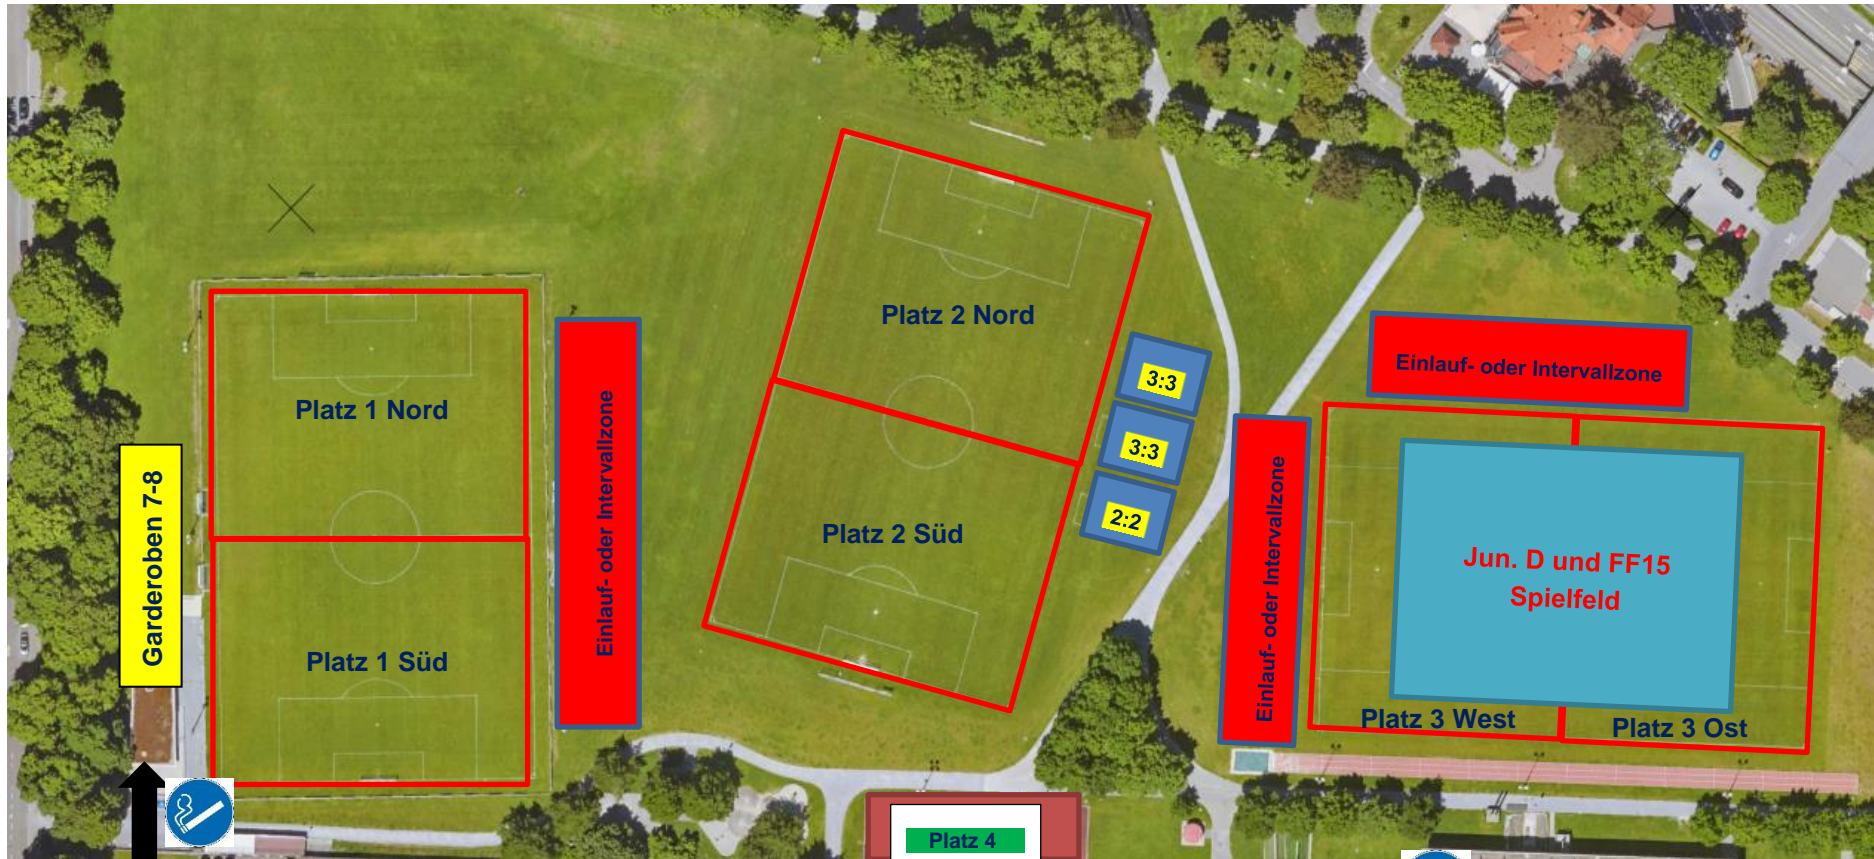 Platz 1 Nord
Platz 1 Süd
Garderoben 7-8
Einlauf- oder Intervallzone
Platz 2 Nord
Platz 2 Süd
3:3
3:3
2:2
Einlauf- oder Intervallzone
Einlauf- oder Intervallzone
Jun. D und FF15
Spielfeld
Platz 3 West
Platz 3 Ost
Platz 4